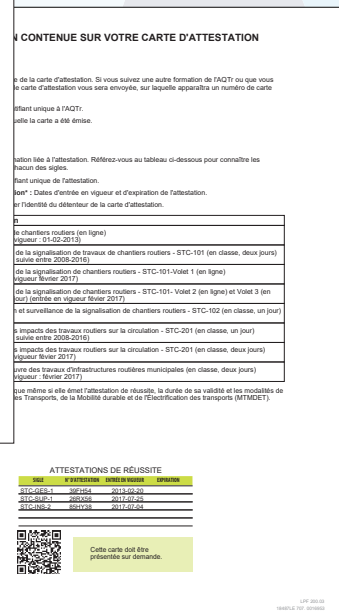 N CONTENUE SUR VOTRE CARTE D'ATTESTATION
e de la carte d'attestation. Si vous suivez une autre formation de l'AQTr ou que vous
le carte d'attestation vous sera envoyée, sur laquelle apparaîtra un numéro de carte
tifiant unique à l'AQTr.
uelle la carte a été émise.
nation liée à l'attestation. Référez-vous au tableau ci-dessous pour connaître les
hacun des sigles.
fiant unique de l'attestation.
ion* : Dates d'entrée en vigueur et d'expiration de l'attestation.
er l'identité du détenteur de la carte d'attestation.
n
le chantiers routiers (en ligne)
vigueur : 01-02-2013)
de la signalisation de travaux de chantiers routiers - STC-101 (en classe, deux jours)
suivie entre 2008-2016)
de la signalisation de chantiers routiers - STC-101-Volet 1 (en ligne)
vigueur février 2017)
de la signalisation de chantiers routiers - STC-101- Volet 2 (en ligne) et Volet 3 (en
our) (entrée en vigueur févier 2017)
n et surveillance de la signalisation de chantiers routiers - STC-102 (en classe, un jour)
s impacts des travaux routiers sur la circulation - STC-201 (en classe, un jour)
suivie entre 2008-2016)
s impacts des travaux routiers sur la circulation - STC-201 (en classe, deux jours)
vigueur févier 2017)
uvre des travaux d'infrastructures routières municipales (en classe, deux jours)
vigueur : février 2017)
que même si elle émet l'attestation de réussite, la durée de sa validité et les modalités de
es Transports, de la Mobilité durable et de l'Électrification des transports (MTMDET).
ATTESTATIONS DE RÉUSSITE
SIGLE N° D'ATTESTATION ENTRÉE EN VIGUEUR EXPIRATION
STC-GES-1 39FH54 2013-02-20
STC-SUP-1 26RX56 2017-07-25
STC-INS-2 85HY38 2017-07-04
Cette carte doit être
présentée sur demande.